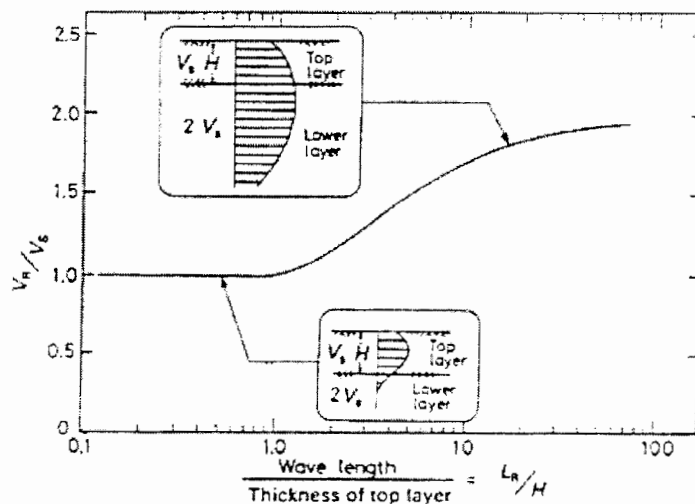 2.5
2.0
1.5
1.0
0.5
0
V_R/V_s
V_s H
Top
layer
2 V_s
Lower
layer
V_s H
Top
layer
2V_s
Lower
layer
0.1
1.0
10
100
Wave length
Thickness of top layer
= L_R/H